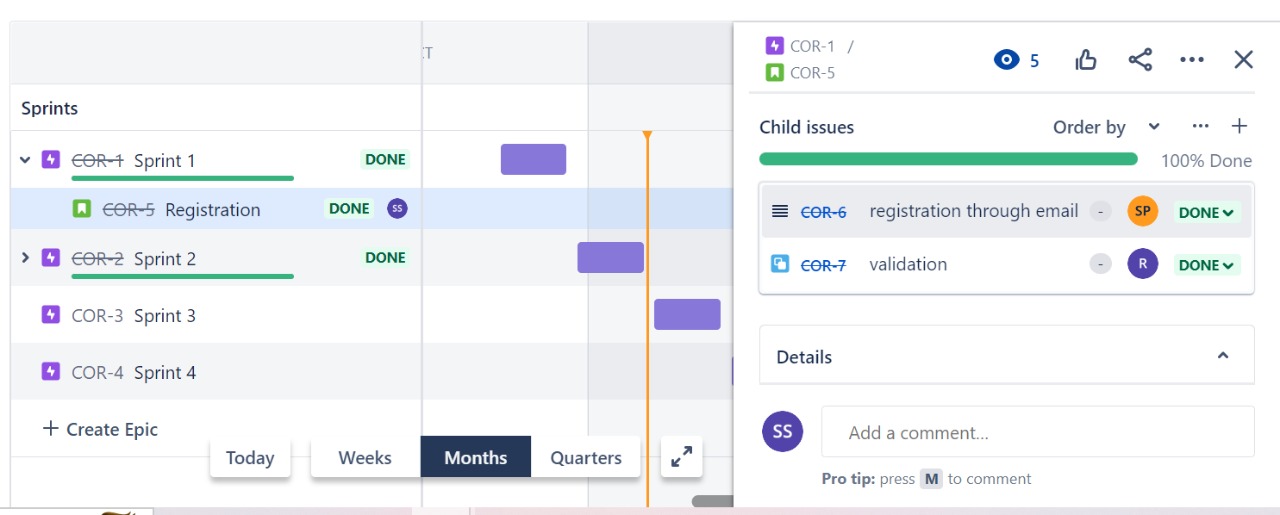 CT
Sprints
COR-1 Sprint 1 DONE
COR-5 Registration DONE SS
COR-2 Sprint 2 DONE
COR-3 Sprint 3
COR-4 Sprint 4
+ Create Epic
Today Weeks Months Quarters
COR-1 /
COR-5
5
Child issues Order by
100% Done
COR-6 registration through email - SP DONE
COR-7 validation - R DONE
Details
SS Add a comment...
Pro tip: press M to comment